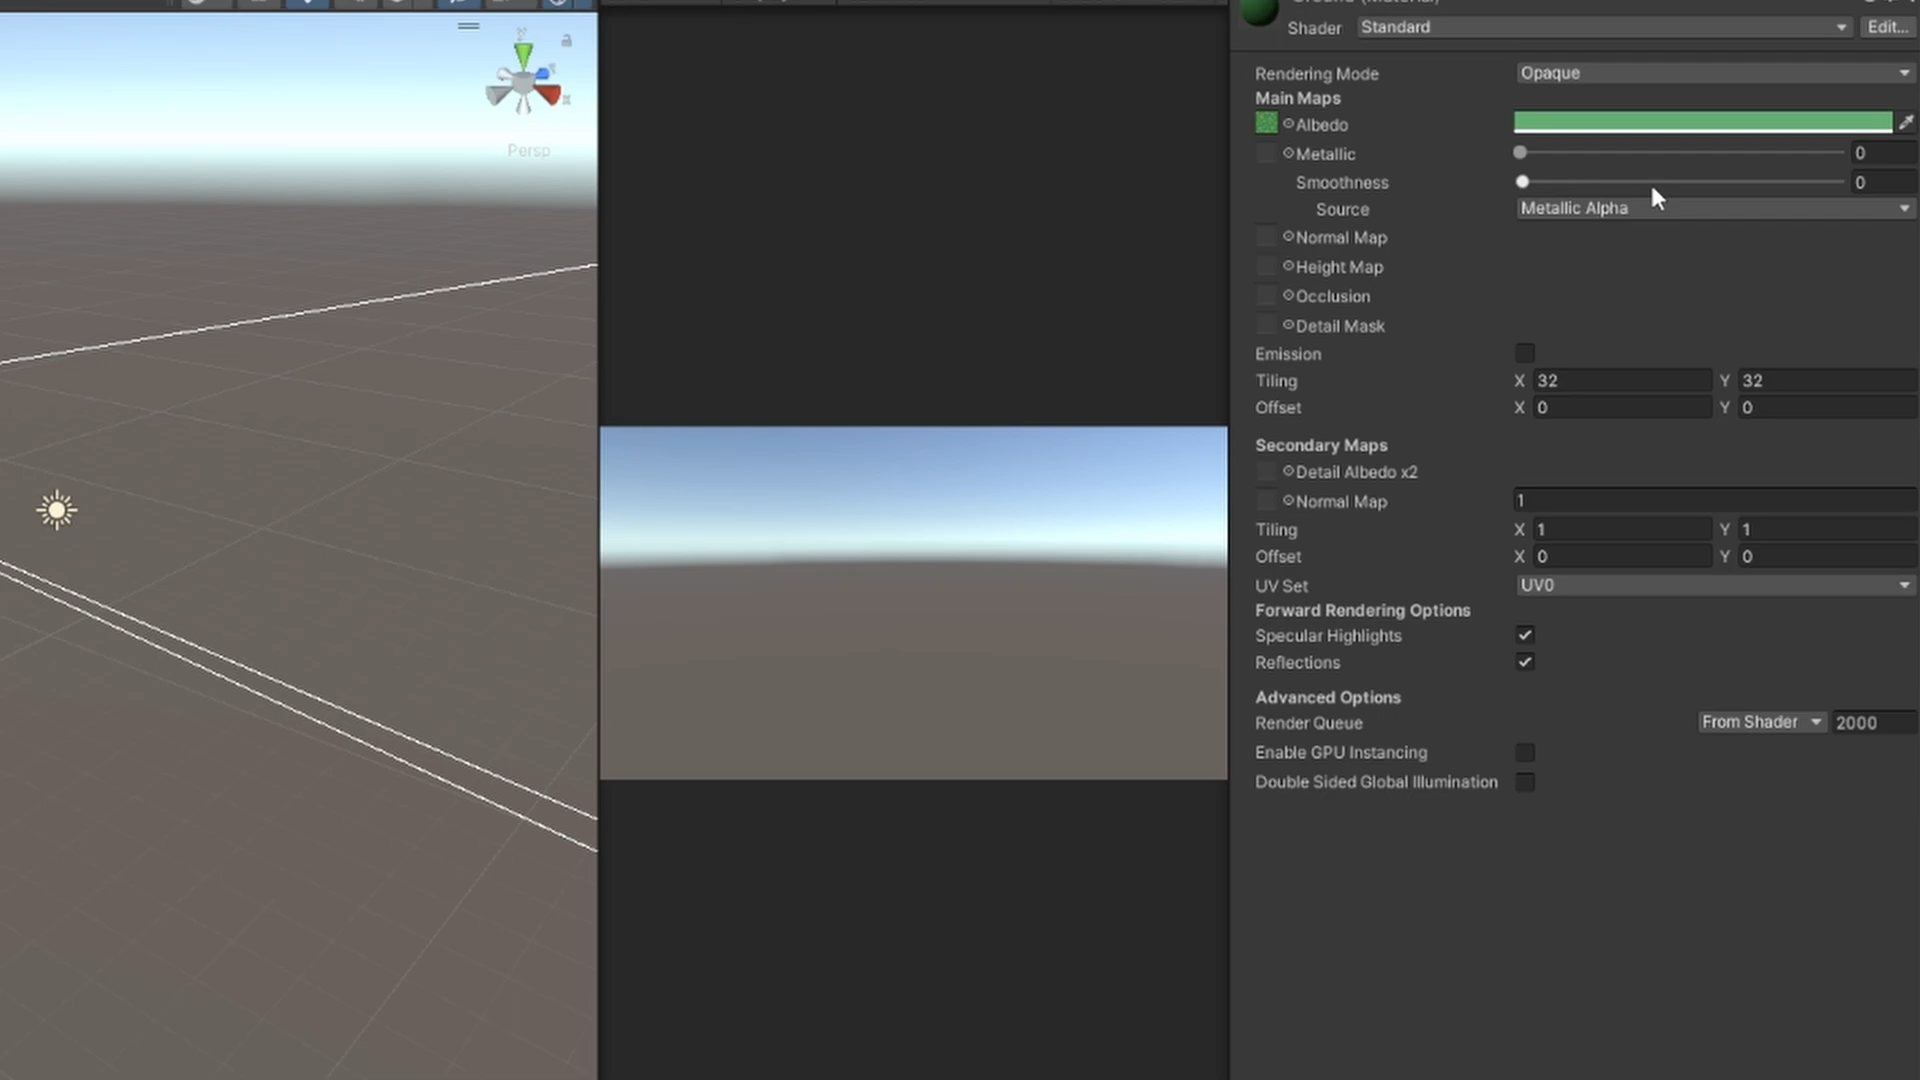 Ground (Material)
Shader Standard Edit...
Rendering Mode Opaque
Main Maps
Albedo
Metallic 0
Smoothness 0
Source Metallic Alpha
Normal Map
Height Map
Occlusion
Detail Mask
Emission
Tiling X 32 Y 32
Offset X 0 Y 0
Secondary Maps
Detail Albedo x2
Normal Map 1
Tiling X 1 Y 1
Offset X 0 Y 0
UV Set UV0
Forward Rendering Options
Specular Highlights
Reflections
Advanced Options
Render Queue From Shader 2000
Enable GPU Instancing
Double Sided Global Illumination
y
x
Persp